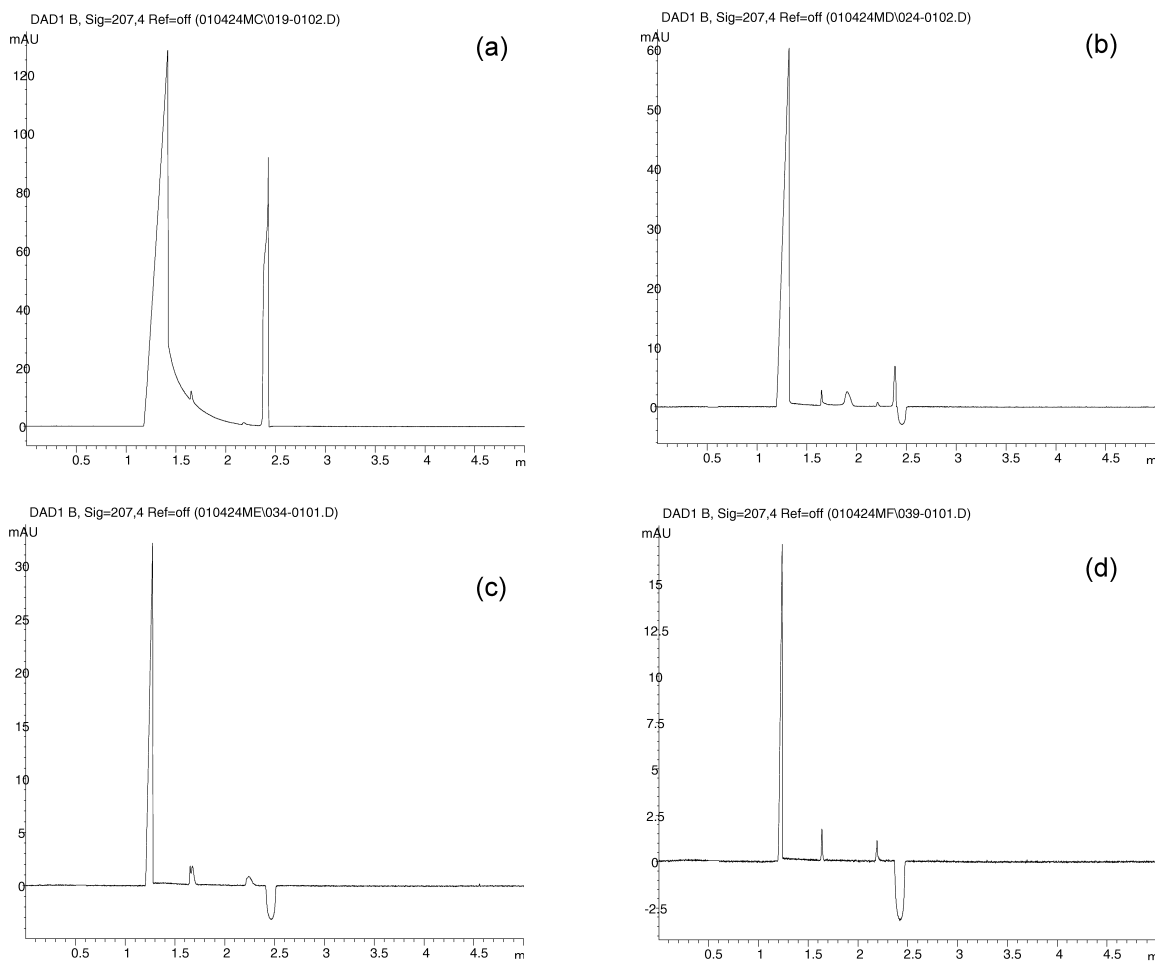 DAD1 B, Sig=207,4 Ref=off (010424MC\019-0102.D)
mAU
(a)
120
100
80
60
40
20
0
0.5 1 1.5 2 2.5 3 3.5 4 4.5 m
DAD1 B, Sig=207,4 Ref=off (010424MD\024-0102.D)
mAU
(b)
60
50
40
30
20
10
0
0.5 1 1.5 2 2.5 3 3.5 4 4.5 m
DAD1 B, Sig=207,4 Ref=off (010424ME\034-0101.D)
mAU
(c)
30
25
20
15
10
5
0
0.5 1 1.5 2 2.5 3 3.5 4 4.5 m
DAD1 B, Sig=207,4 Ref=off (010424MF\039-0101.D)
mAU
(d)
15
12.5
10
7.5
5
2.5
0
-2.5
0.5 1 1.5 2 2.5 3 3.5 4 4.5 m